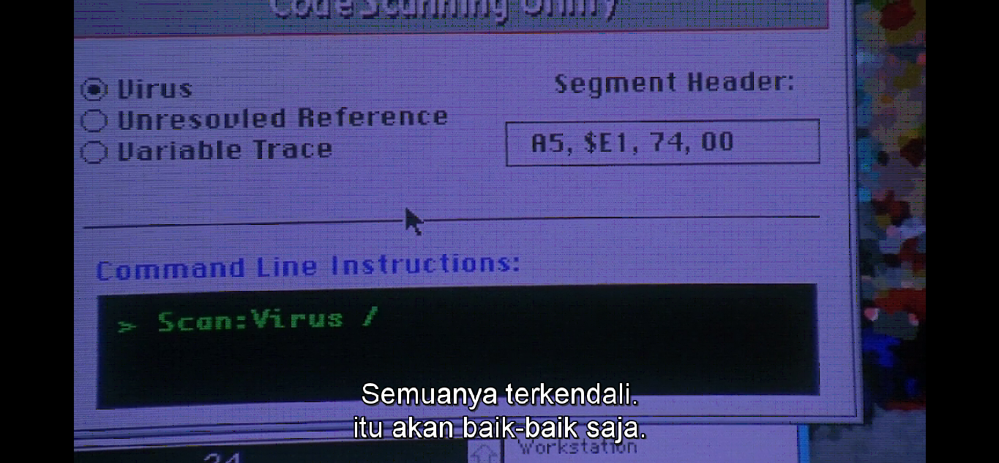 Code Scanning Utility
Virus
Unresovled Reference
Variable Trace
Segment Header:
A5, $E1, 74, 00
Command Line Instructions:
> Scan:Virus /
Semuanya terkendali.
itu akan baik-baik saja.
Workstation
24